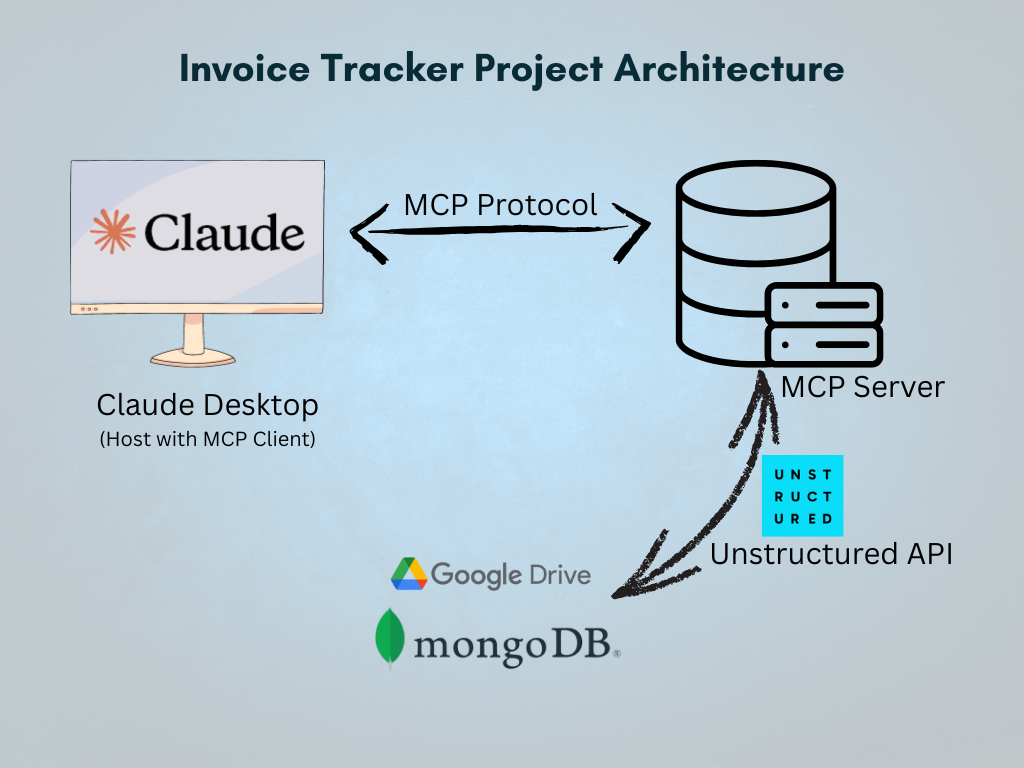 Invoice Tracker Project Architecture
Claude
MCP Protocol
Claude Desktop
(Host with MCP Client)
MCP Server
UNST
RUCT
URED
Unstructured API
Google Drive
mongoDB®